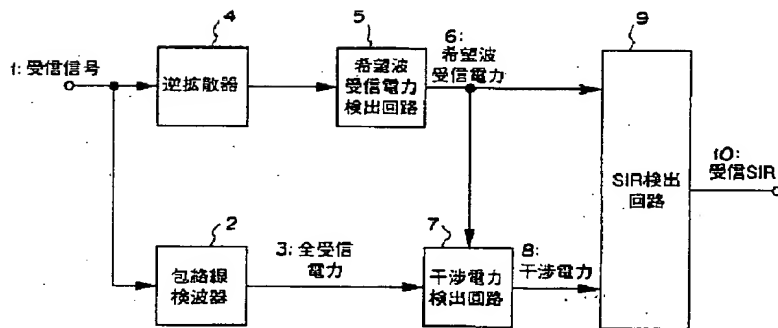 4
5
6:
希望波
受信電力
9
1: 受信信号
逆拡散器
希望波
受信電力
検出回路
SIR検出
回路
10:
受信SIR
2
3: 全受信
電力
7
8:
干渉電力
包絡線
検波器
干渉電力
検出回路